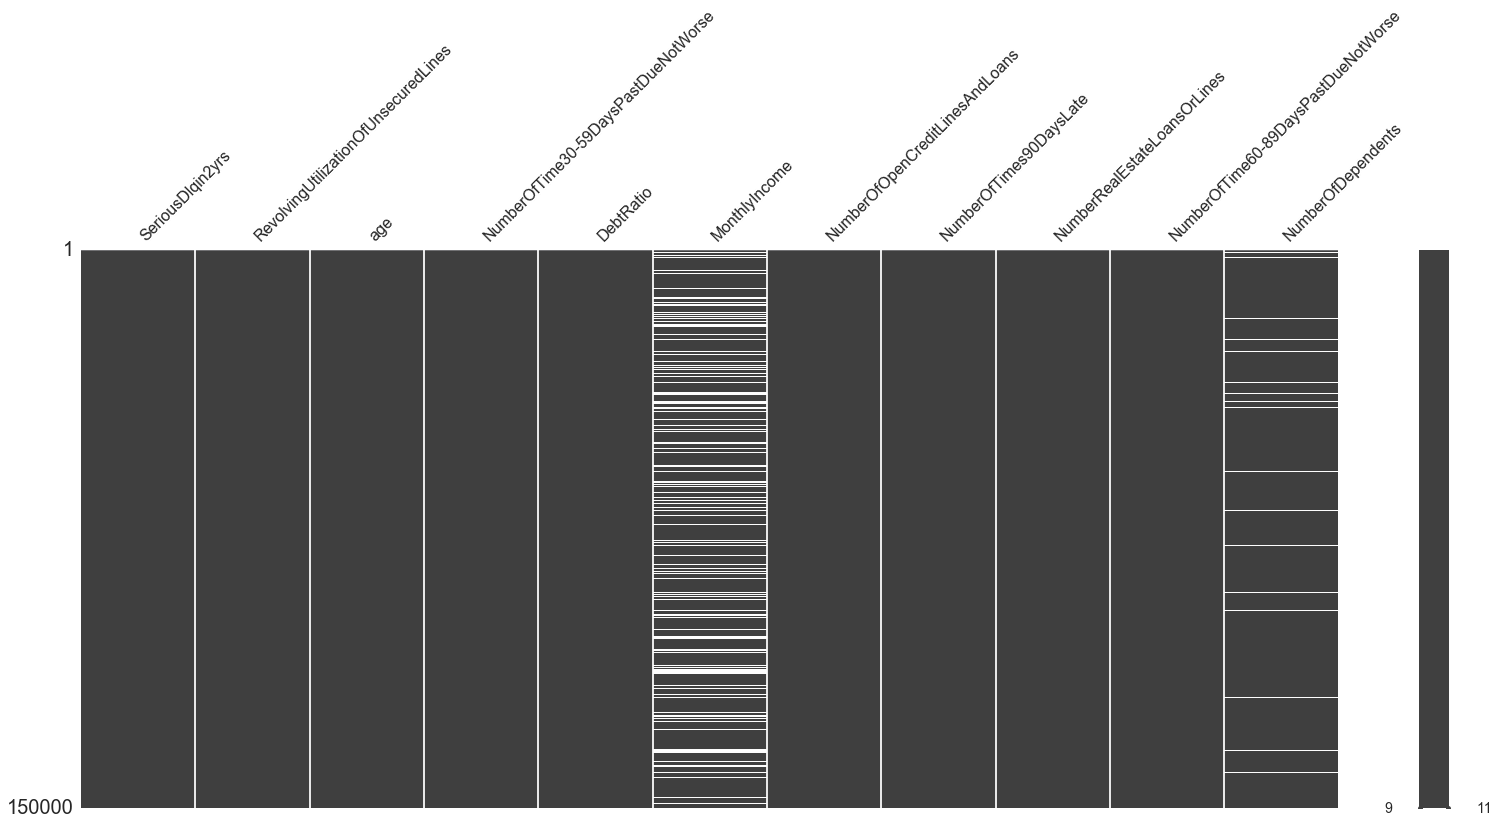 SeriousDlqin2yrs
RevolvingUtilizationOfUnsecuredLines
age
NumberOfTime30-59DaysPastDueNotWorse
DebtRatio
MonthlyIncome
NumberOfOpenCreditLinesAndLoans
NumberOfTimes90DaysLate
NumberRealEstateLoansOrLines
NumberOfTime60-89DaysPastDueNotWorse
NumberOfDependents
1
150000
9
11